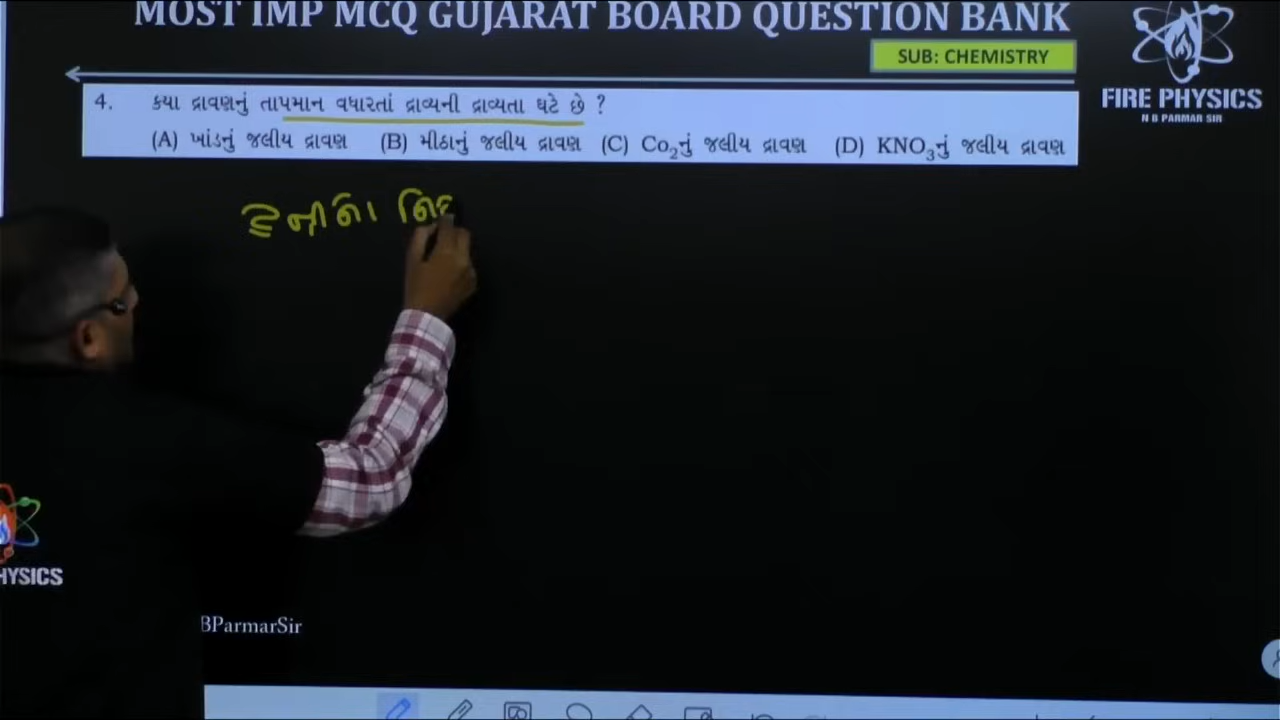 MOST IMP MCQ GUJARAT BOARD QUESTION BANK
SUB: CHEMISTRY
FIRE PHYSICS
N B PARMAR SIR
4. કયા દ્રાવણનું તાપમાન વધારતાં દ્રાવ્યની દ્રાવ્યતા ઘટે છે ?
(A) ખાંડનું જલીય દ્રાવણ (B) મીઠાનું જલીય દ્રાવણ (C) Co2નું જલીય દ્રાવણ (D) KNO3નું જલીય દ્રાવણ
HYSICS
BParmarSir